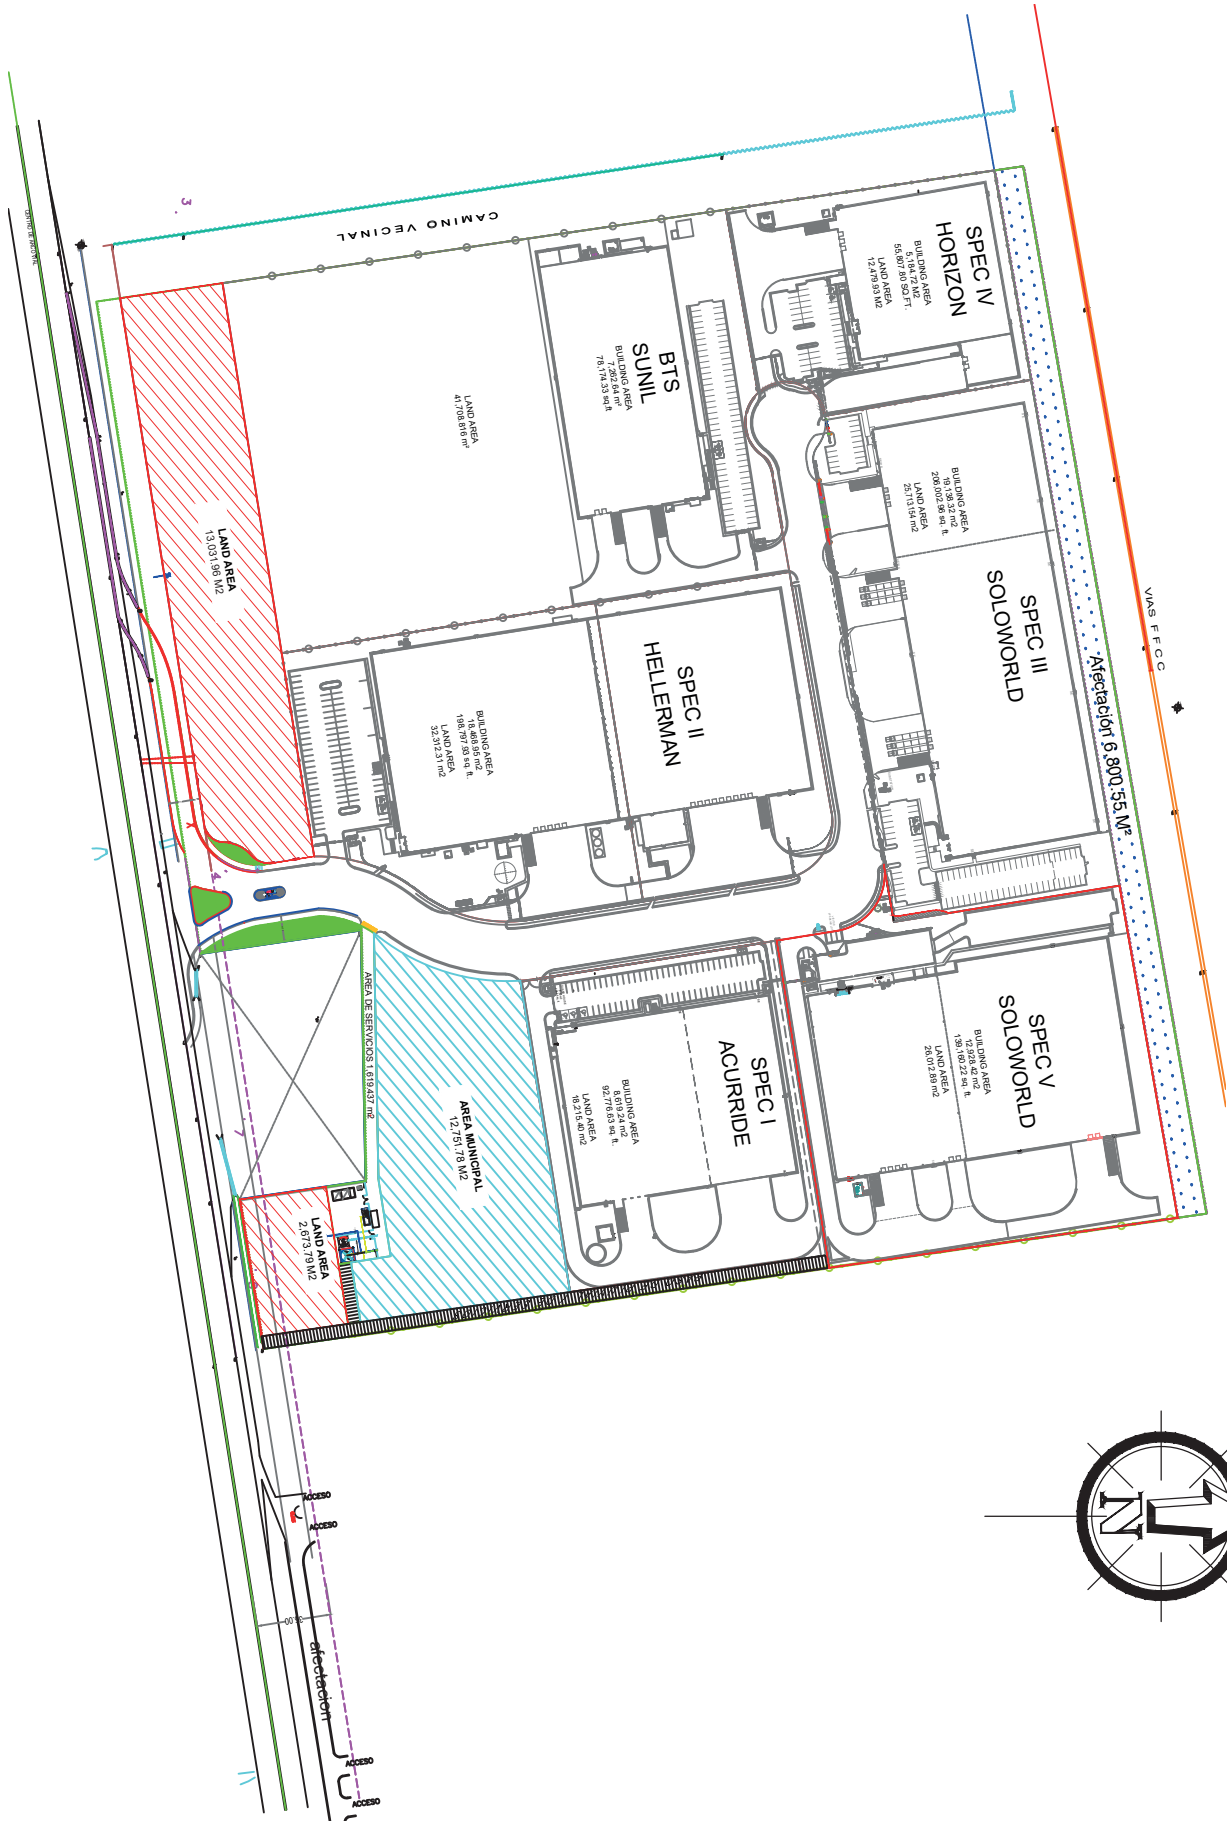 CAMINO VECINAL
VIAS F F C C
Afectación 6,800.55 M²
SPEC IV
HORIZON
BUILDING AREA
5,184.72 M2
55,807.80 SQ.FT.
LAND AREA
12,479.93 M2
BTS
SUNIL
BUILDING AREA
7,262.64 m²
78,174.33 sq.ft
LAND AREA
41,708.816 m²
SPEC III
SOLOWORLD
BUILDING AREA
19,138.32 m2
206,002.96 sq. ft.
LAND AREA
25,713.154 m2
SPEC II
HELLERMAN
BUILDING AREA
18,468.95 m2
198,797.93 sq. ft.
LAND AREA
32,312.31 m2
LAND AREA
13,031.96 M2
SPEC V
SOLOWORLD
BUILDING AREA
12,928.42 m2
139,160.22 sq. ft.
LAND AREA
26,012.89 m2
SPEC I
ACURRIDE
BUILDING AREA
8,619.24 m2
92,776.63 sq. ft.
LAND AREA
18,215.40 m2
AREA DE SERVICIOS 1,619.437 m2
AREA MUNICIPAL
12,751.78 M2
LAND AREA
2,673.79 M2
N
ACCESO
ACCESO
afectacion
ACCESO
ACCESO